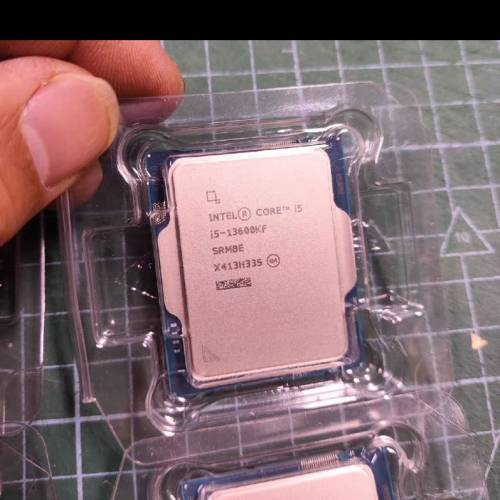 INTEL® CORE™ i5
i5-13600KF
SRMBE
X413H335 e4